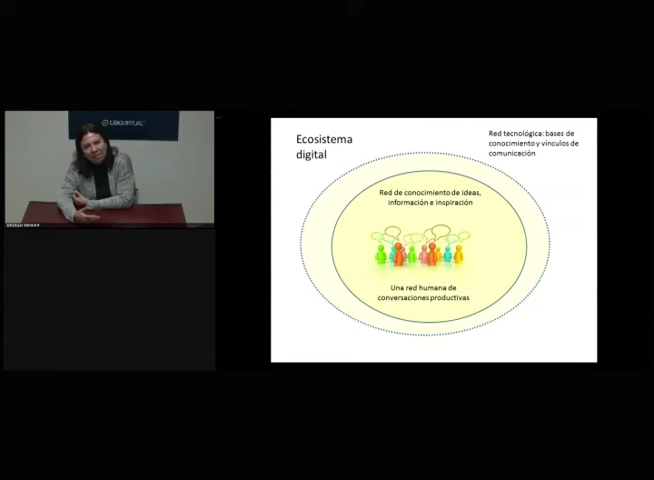 UDGVIRTUAL
Ecosistema
digital
Red tecnológica: bases de
conocimiento y vínculos de
comunicación
Red de conocimiento de ideas,
información e inspiración
Una red humana de
conversaciones productivas